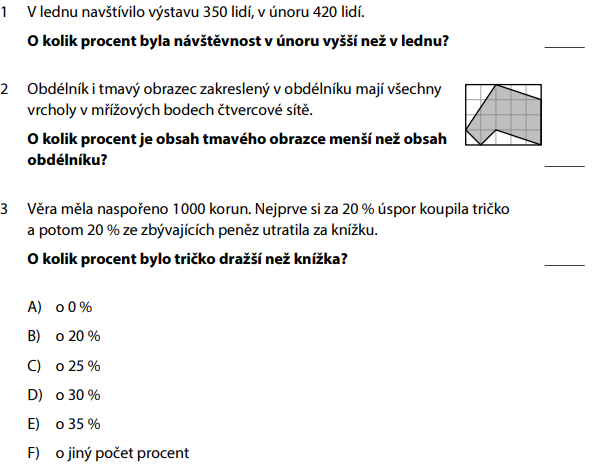 1 V lednu navštívilo výstavu 350 lidí, v únoru 420 lidí.
O kolik procent byla návštěvnost v únoru vyšší než v lednu? _____
2 Obdélník i tmavý obrazec zakreslený v obdélníku mají všechny
vrcholy v mřížových bodech čtvercové sítě.
O kolik procent je obsah tmavého obrazce menší než obsah
obdélníku? _____
3 Věra měla naspořeno 1000 korun. Nejprve si za 20 % úspor koupila tričko
a potom 20 % ze zbývajících peněz utratila za knížku.
O kolik procent bylo tričko dražší než knížka? _____
A) o 0 %
B) o 20 %
C) o 25 %
D) o 30 %
E) o 35 %
F) o jiný počet procent